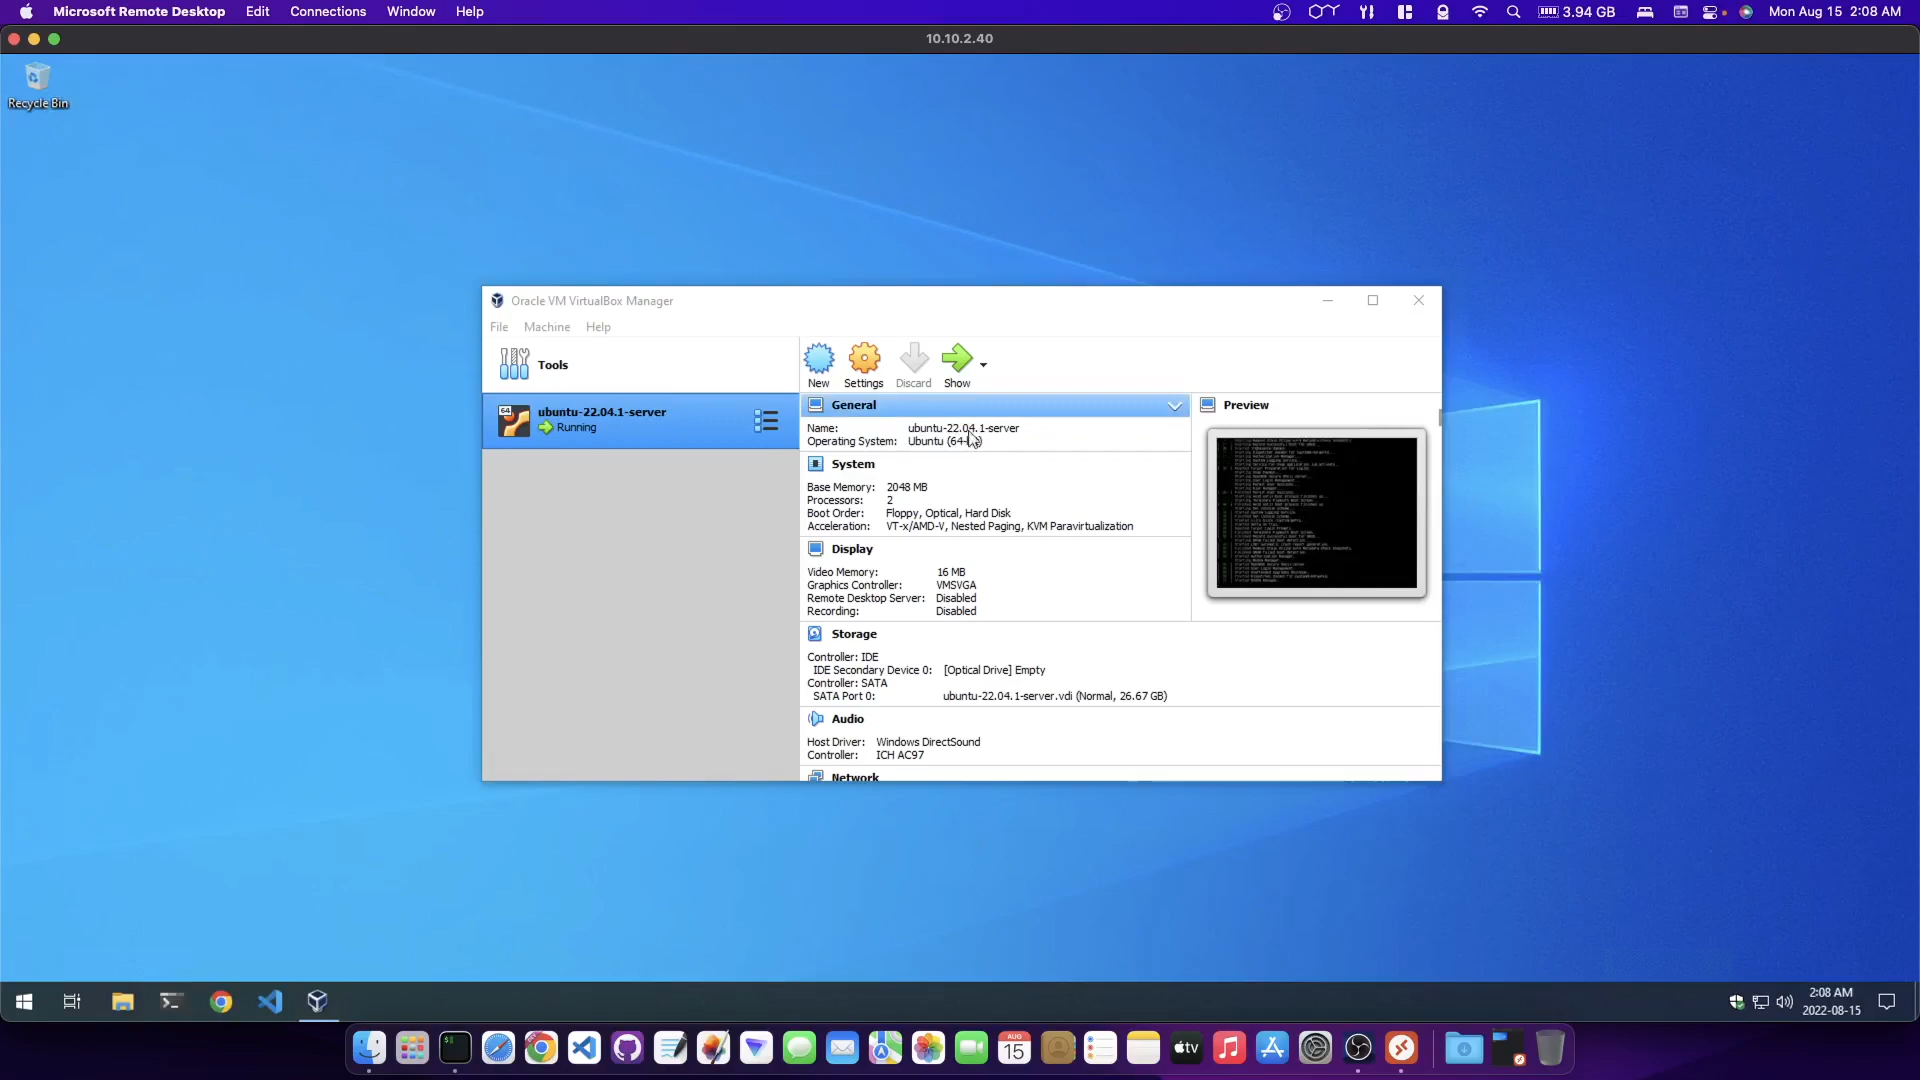 Microsoft Remote Desktop Edit Connections Window Help
3.94 GB Mon Aug 15 2:08 AM
10.10.2.40
Recycle Bin
Oracle VM VirtualBox Manager
File Machine Help
Tools
New Settings Discard Show
64
ubuntu-22.04.1-server
Running
General
Name: ubuntu-22.04.1-server
Operating System: Ubuntu
Preview
System
Base Memory: 2048 MB
Processors: 2
Boot Order: Floppy, Optical, Hard Disk
Acceleration: VT-x/AMD-V, Nested Paging, KVM Paravirtualization
Display
Video Memory: 16 MB
Graphics Controller: VMSVGA
Remote Desktop Server: Disabled
Recording: Disabled
Storage
Controller: IDE
IDE Secondary Device 0: [Optical Drive] Empty
Controller: SATA
SATA Port 0: ubuntu-22.04.1-server.vdi (Normal, 26.67 GB)
Audio
Host Driver: Windows DirectSound
Controller: ICH AC97
Network
2:08 AM
2022-08-15
AUG
15
tv